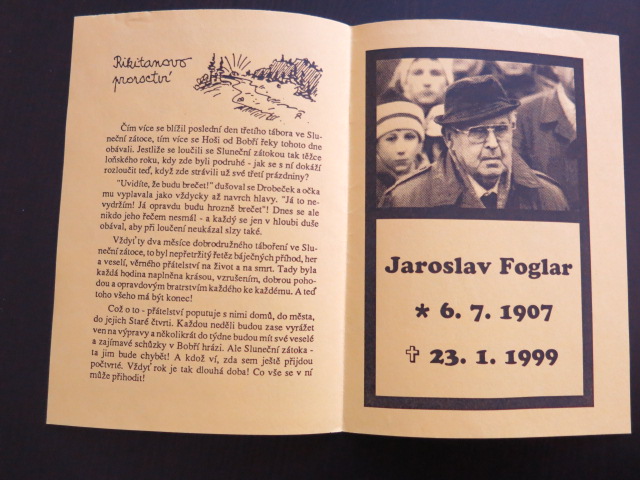 Rikitanovo
proroctví
Čím více se blížil poslední den třetího tábora ve Slu-
neční zátoce, tím více se Hoši od Bobří řeky tohoto dne
obávali. Jestliže se loučili se Sluneční zátokou tak těžce
loňského roku, kdy zde byli podruhé - jak se s ní dokáží
rozloučit teď, když zde strávili už své třetí prázdniny?
"Uvidíte, že budu brečet!" dušoval se Drobeček a očka
mu vyplavala jako vždycky až navrch hlavy. "Já to ne-
vydržím! Já opravdu budu hrozně brečet"! Dnes se ale
nikdo jeho řečem nesmál - a každý se jen v hloubi duše
obával, aby při loučení neukázal slzy také.
Vždyť ty dva měsíce dobrodružného táboření ve Slu-
neční zátoce, to byl nepřetržitý řetěz báječných příhod, her
a veselí, věrného přátelství na život a na smrt. Tady byla
každá hodina naplněna krásou, vzrušením, dobrou poho-
dou a opravdovým bratrstvím každého ke každému. A teď
toho všeho má být konec!
Což o to - přátelství poputuje s nimi domů, do města,
do jejich Staré čtvrti. Každou neděli budou zase vyrážet
ven na výpravy a několikrát do týdne budou mít své veselé
a zajímavé schůzky v Bobří hrázi. Ale Sluneční zátoka -
ta jim bude chybět! A kdož ví, zda sem ještě přijdou
počtvrté. Vždyť rok je tak dlouhá doba! Co vše se v ní
může přihodit!
Jaroslav Foglar
* 6. 7. 1907
✝ 23. 1. 1999